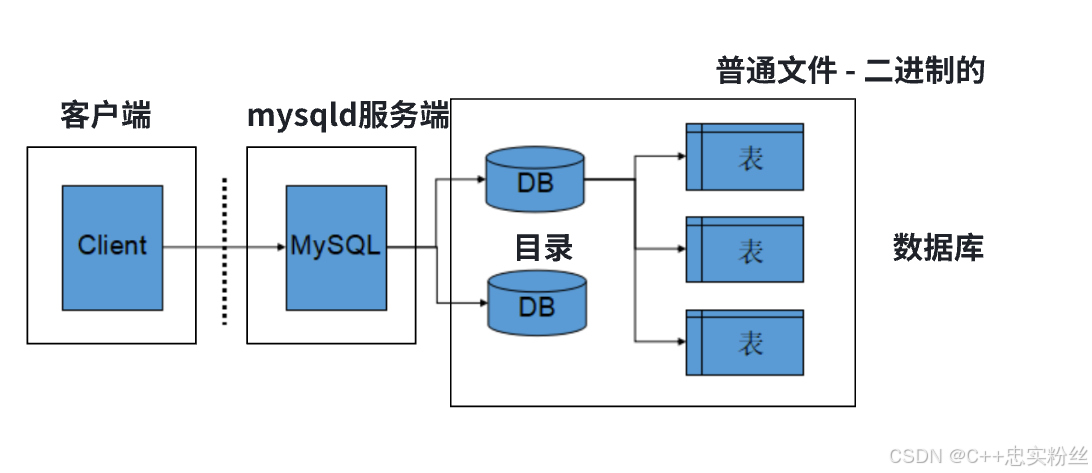 普通文件 - 二进制的
客户端
mysqld服务端
Client
MySQL
DB
目录
DB
表
表
表
数据库
CSDN @C++忠实粉丝